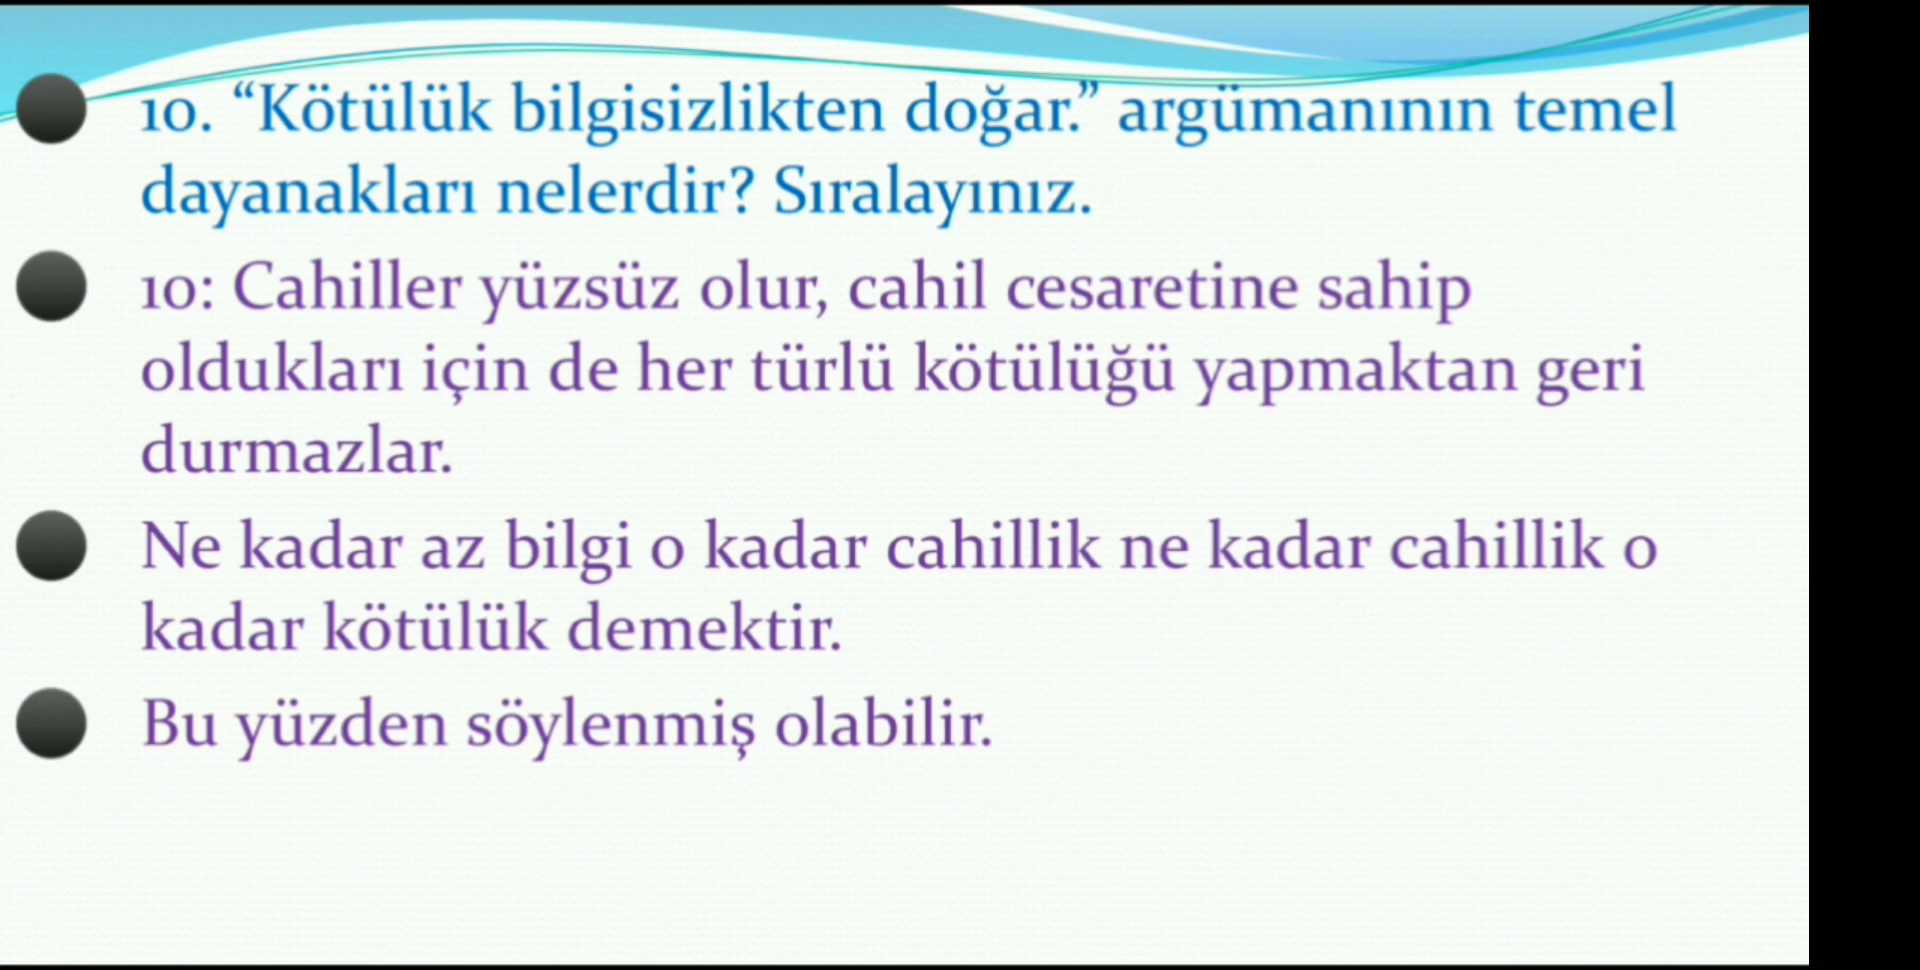 10. “Kötülük bilgisizlikten doğar.” argümanının temel
dayanakları nelerdir? Sıralayınız.
10: Cahiller yüzsüz olur, cahil cesaretine sahip
oldukları için de her türlü kötülüğü yapmaktan geri
durmazlar.
Ne kadar az bilgi o kadar cahillik ne kadar cahillik o
kadar kötülük demektir.
Bu yüzden söylenmiş olabilir.